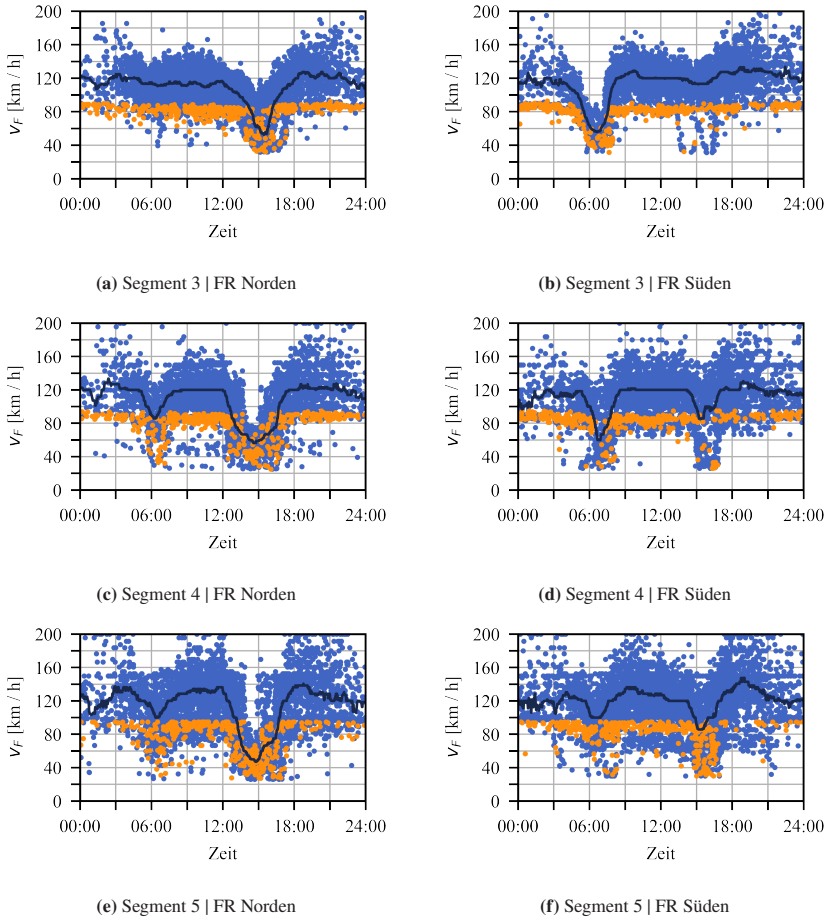 200 160 120 80 40 0
v_F [km / h]
00:00 06:00 12:00 18:00 24:00
Zeit
(a) Segment 3 | FR Norden
200 160 120 80 40 0
v_F [km / h]
00:00 06:00 12:00 18:00 24:00
Zeit
(b) Segment 3 | FR Süden
200 160 120 80 40 0
v_F [km / h]
00:00 06:00 12:00 18:00 24:00
Zeit
(c) Segment 4 | FR Norden
200 160 120 80 40 0
v_F [km / h]
00:00 06:00 12:00 18:00 24:00
Zeit
(d) Segment 4 | FR Süden
200 160 120 80 40 0
v_F [km / h]
00:00 06:00 12:00 18:00 24:00
Zeit
(e) Segment 5 | FR Norden
200 160 120 80 40 0
v_F [km / h]
00:00 06:00 12:00 18:00 24:00
Zeit
(f) Segment 5 | FR Süden